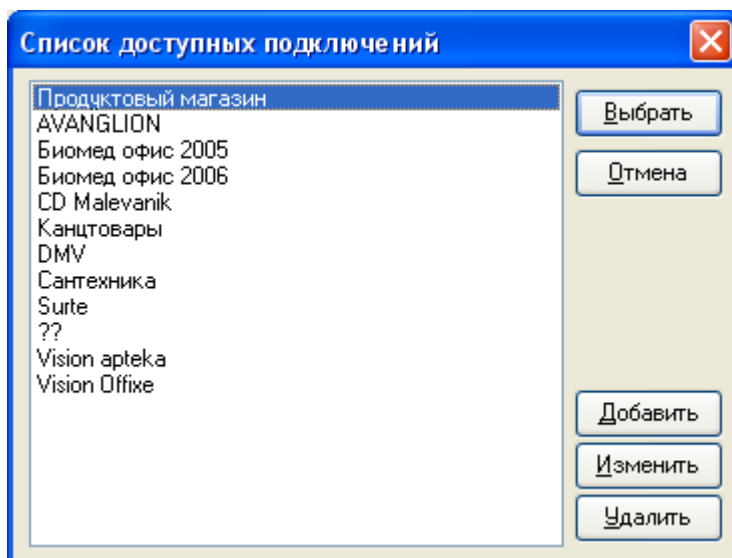 Список доступных подключений
Продуктовый магазин
AVANGLION
Биомед офис 2005
Биомед офис 2006
CD Malevanik
Канцтовары
DMV
Сантехника
Surte
??
Vision apteka
Vision Offixe
Выбрать
Отмена
Добавить
Изменить
Удалить